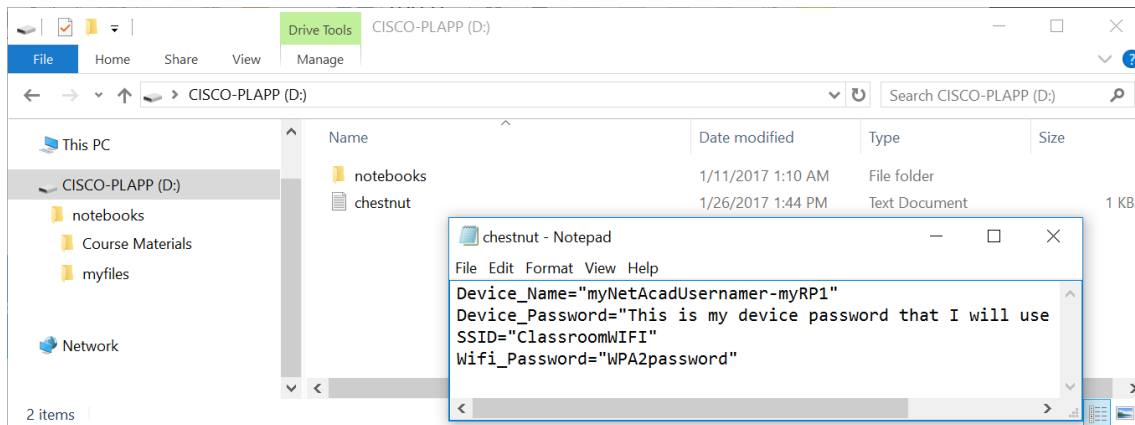 Drive Tools CISCO-PLAPP (D:)
File Home Share View Manage
CISCO-PLAPP (D:) Search CISCO-PLAPP (D:)
This PC
CISCO-PLAPP (D:)
notebooks
Course Materials
myfiles
Network
Name Date modified Type Size
notebooks 1/11/2017 1:10 AM File folder
chestnut 1/26/2017 1:44 PM Text Document 1 KB
chestnut - Notepad
File Edit Format View Help
Device_Name="myNetAcadUsernamer-myRP1"
Device_Password="This is my device password that I will use
SSID="ClassroomWIFI"
Wifi_Password="WPA2password"
2 items